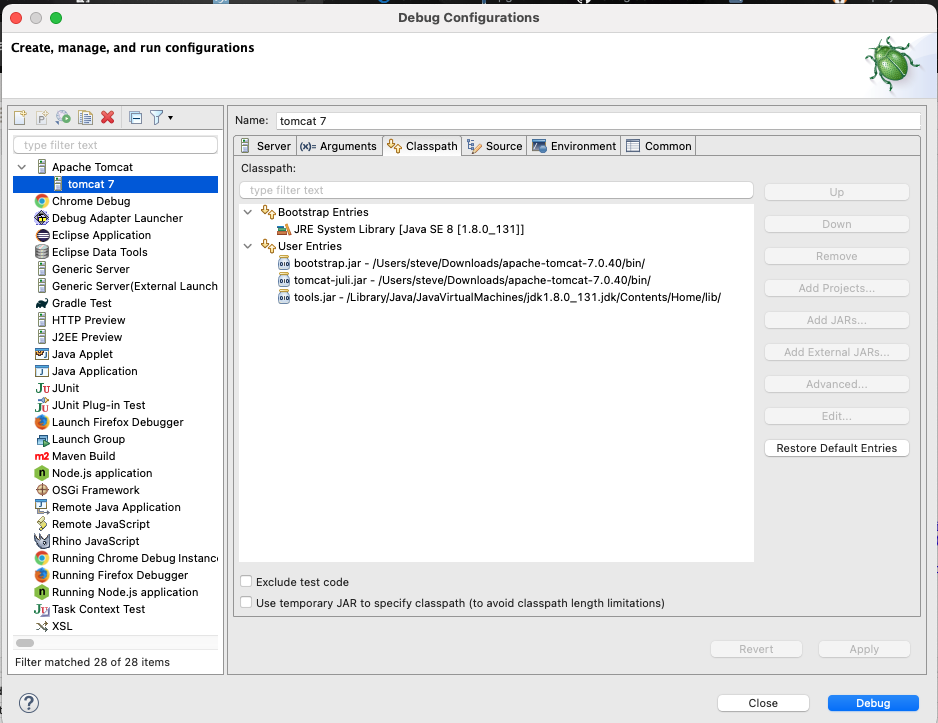 Debug Configurations
Create, manage, and run configurations
type filter text
Apache Tomcat
tomcat 7
Chrome Debug
Debug Adapter Launcher
Eclipse Application
Eclipse Data Tools
Generic Server
Generic Server(External Launch
Gradle Test
HTTP Preview
J2EE Preview
Java Applet
Java Application
JUnit
JUnit Plug-in Test
Launch Firefox Debugger
Launch Group
m2 Maven Build
Node.js application
OSGi Framework
Remote Java Application
Remote JavaScript
Rhino JavaScript
Running Chrome Debug Instance
Running Firefox Debugger
Running Node.js application
Task Context Test
XSL
Filter matched 28 of 28 items
Name: tomcat 7
Server (x)= Arguments Classpath Source Environment Common
Classpath:
type filter text
Bootstrap Entries
JRE System Library [Java SE 8 [1.8.0_131]]
User Entries
bootstrap.jar - /Users/steve/Downloads/apache-tomcat-7.0.40/bin/
tomcat-juli.jar - /Users/steve/Downloads/apache-tomcat-7.0.40/bin/
tools.jar - /Library/Java/JavaVirtualMachines/jdk1.8.0_131.jdk/Contents/Home/lib/
Up
Down
Remove
Add Projects...
Add JARs...
Add External JARs...
Advanced...
Edit...
Restore Default Entries
Exclude test code
Use temporary JAR to specify classpath (to avoid classpath length limitations)
Revert Apply
? Close Debug